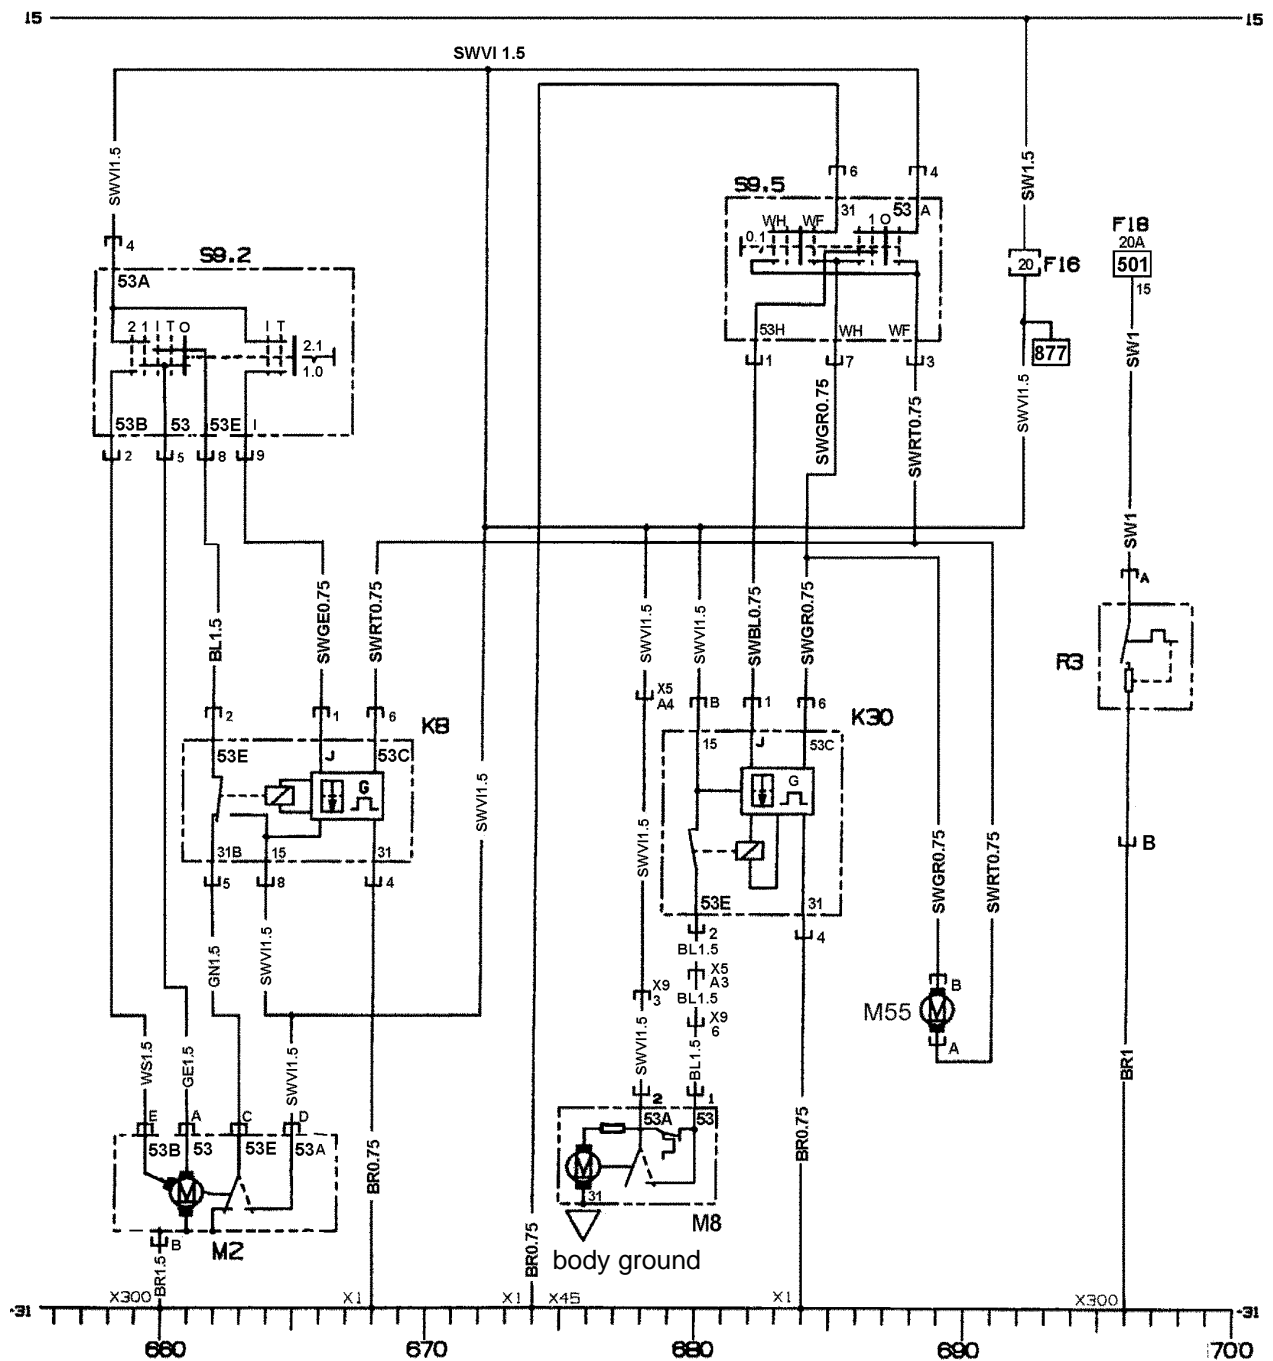 15 15
SWVI 1.5
SWVI1.5
SW1.5
6 4
S9.5
31 53 A
WH WF 1 O
0.1
F18
20A
501
15
20 F16
4
S9.2
53A
2 1 I T O I T
2.1
1.0
53B 53 53E I
2 5 8 9
53H WH WF
1 7 3
877
SWGR0.75
SWRT0.75
SWVI1.5
SW1
SW1
A
R3
BL1.5
SWGE0.75
SWRT0.75
SWVI1.5
SWVI1.5
SWBL0.75
SWGR0.75
X5
A4
2 1 6
K8
B 1 6
K30
53E J 53C
G
15 J 53C
G
31B 15 31
5 8 4
SWVI1.5
SWVI1.5
SWGR0.75
SWRT0.75
B
53E 31
2 4
BL1.5
X5
A3
BL1.5
X9
3
X9
6
GN1.5
SWVI1.5
B
M55 M
A
SWVI1.5
BL1.5
WS1.5
GE1.5
SWVI1.5
BR1
E A C D
53B 53 53E 53A
M
B
M2
BR1.5
BR0.75
2 1
53A 53
M
31
M8
body ground
BR0.75
BR0.75
X300 X1 X1 X45 X1 X300
-31 -31
660 670 680 690 700